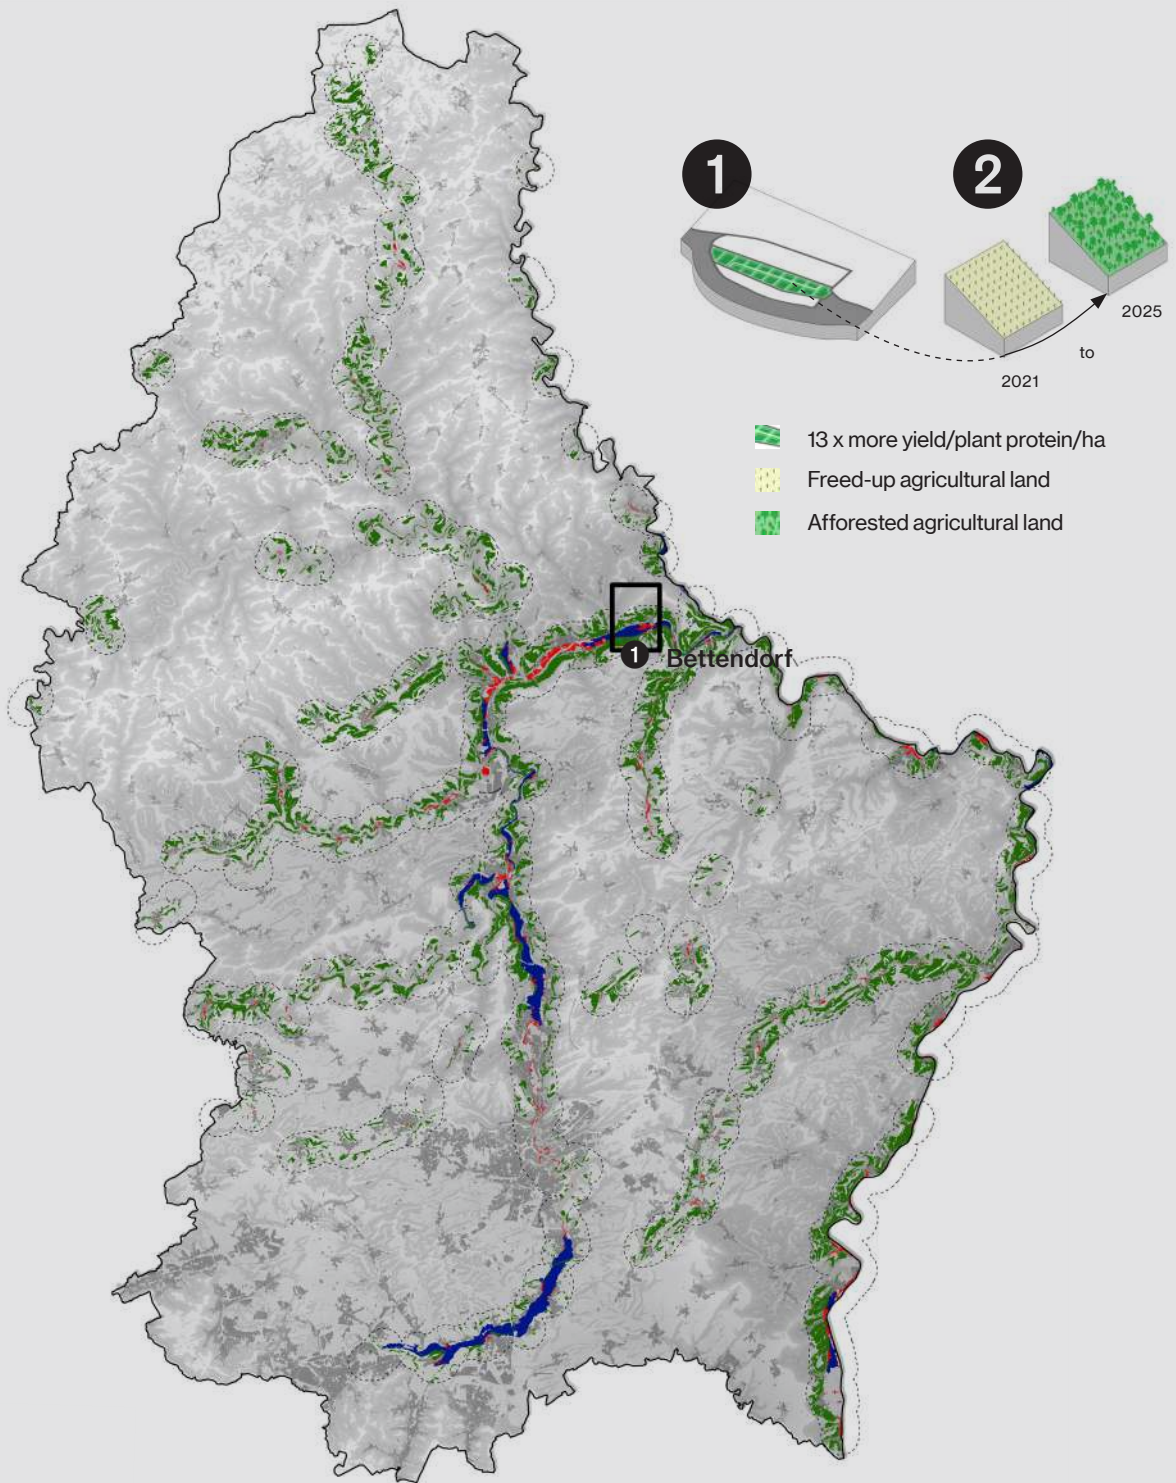 1
2
2025
to
2021
13 x more yield/plant protein/ha
Freed-up agricultural land
Afforested agricultural land
1 Bettendorf